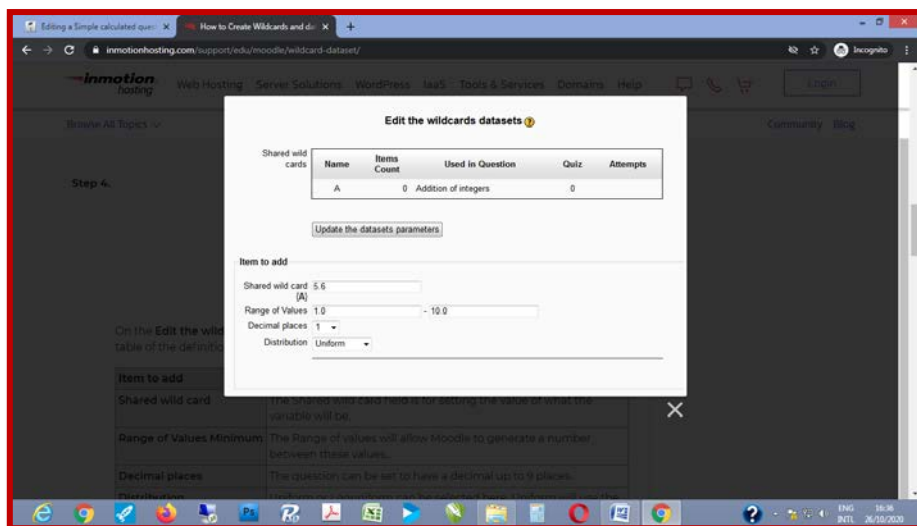 Editing a Simple calculated ques
How to Create Wildcards and da
inmotionhosting.com/support/edu/moodle/wildcard-dataset/
Incognito
inmotion hosting
Web Hosting Server Solutions WordPress IaaS Tools & Services Domains Help
Login
Browse All Topics
Community Blog
Edit the wildcards datasets
Shared wild cards
Name Items Count Used in Question Quiz Attempts
A 0 Addition of integers 0
Step 4.
Update the datasets parameters
Item to add
Shared wild card {A} 5.6
Range of Values 1.0 - 10.0
Decimal places 1
Distribution Uniform
On the Edit the wild
table of the definitio
Item to add
Shared wild card The Shared wild card field is for setting the value of what the
variable will be.
Range of Values Minimum The Range of values will allow Moodle to generate a number
between these values.
Decimal places The question can be set to have a decimal up to 9 places.
Distribution
ENG 16:36
INTL 26/10/2020